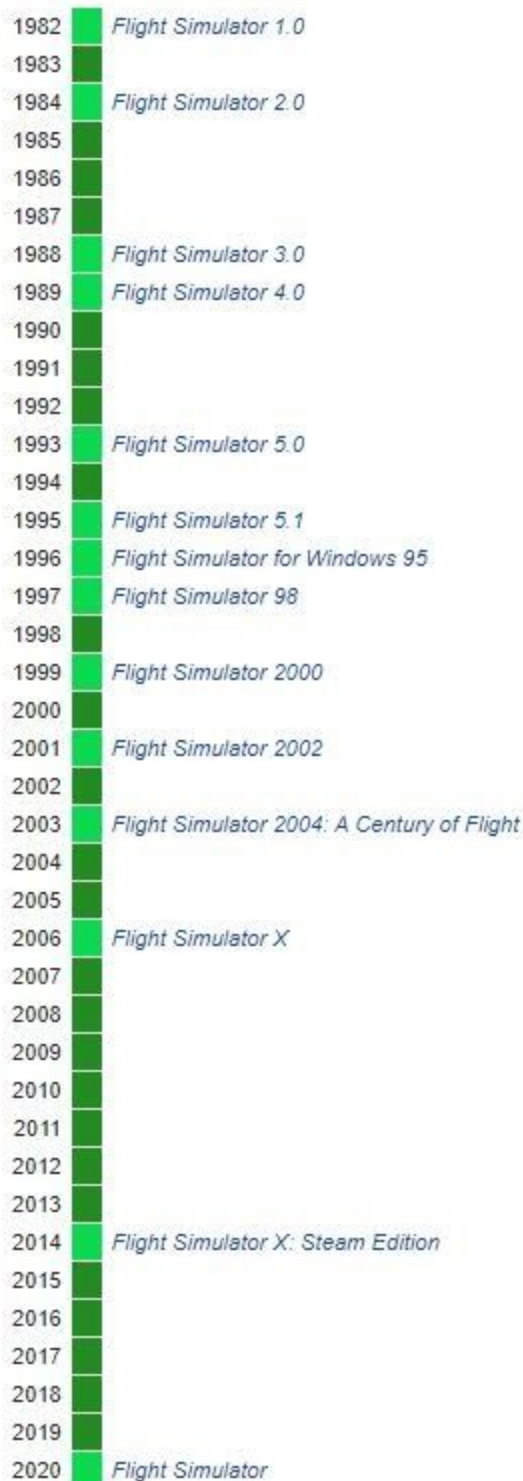 1982 Flight Simulator 1.0
1983
1984 Flight Simulator 2.0
1985
1986
1987
1988 Flight Simulator 3.0
1989 Flight Simulator 4.0
1990
1991
1992
1993 Flight Simulator 5.0
1994
1995 Flight Simulator 5.1
1996 Flight Simulator for Windows 95
1997 Flight Simulator 98
1998
1999 Flight Simulator 2000
2000
2001 Flight Simulator 2002
2002
2003 Flight Simulator 2004: A Century of Flight
2004
2005
2006 Flight Simulator X
2007
2008
2009
2010
2011
2012
2013
2014 Flight Simulator X: Steam Edition
2015
2016
2017
2018
2019
2020 Flight Simulator